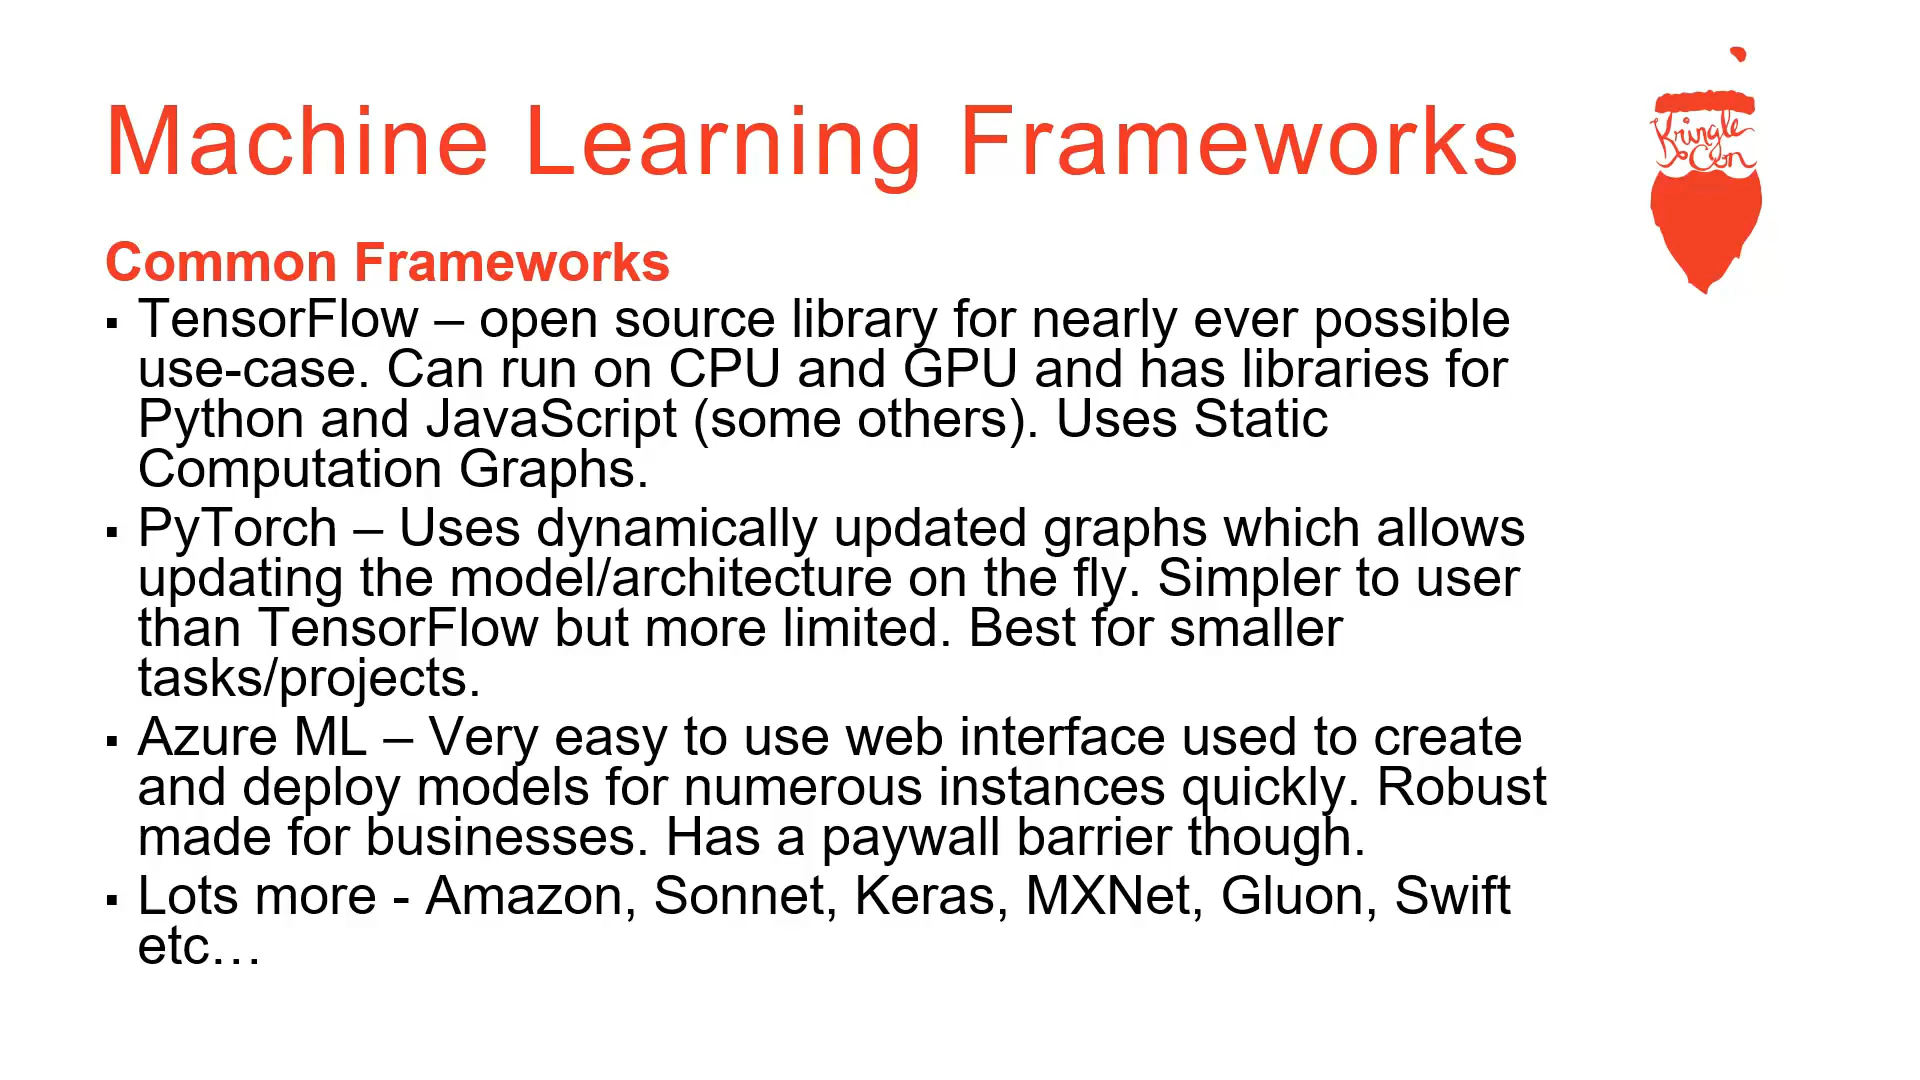 Machine Learning Frameworks
Kringle
Con
Common Frameworks
▪ TensorFlow – open source library for nearly ever possible
use-case. Can run on CPU and GPU and has libraries for
Python and JavaScript (some others). Uses Static
Computation Graphs.
▪ PyTorch – Uses dynamically updated graphs which allows
updating the model/architecture on the fly. Simpler to user
than TensorFlow but more limited. Best for smaller
tasks/projects.
▪ Azure ML – Very easy to use web interface used to create
and deploy models for numerous instances quickly. Robust
made for businesses. Has a paywall barrier though.
▪ Lots more - Amazon, Sonnet, Keras, MXNet, Gluon, Swift
etc…